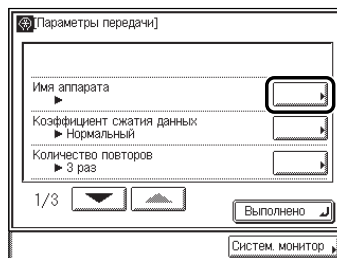 [Параметры передачи]
Имя аппарата
►
Коэффициент сжатия данных
► Нормальный
Количество повторов
► 3 раз
1/3
Выполнено
Систем. монитор